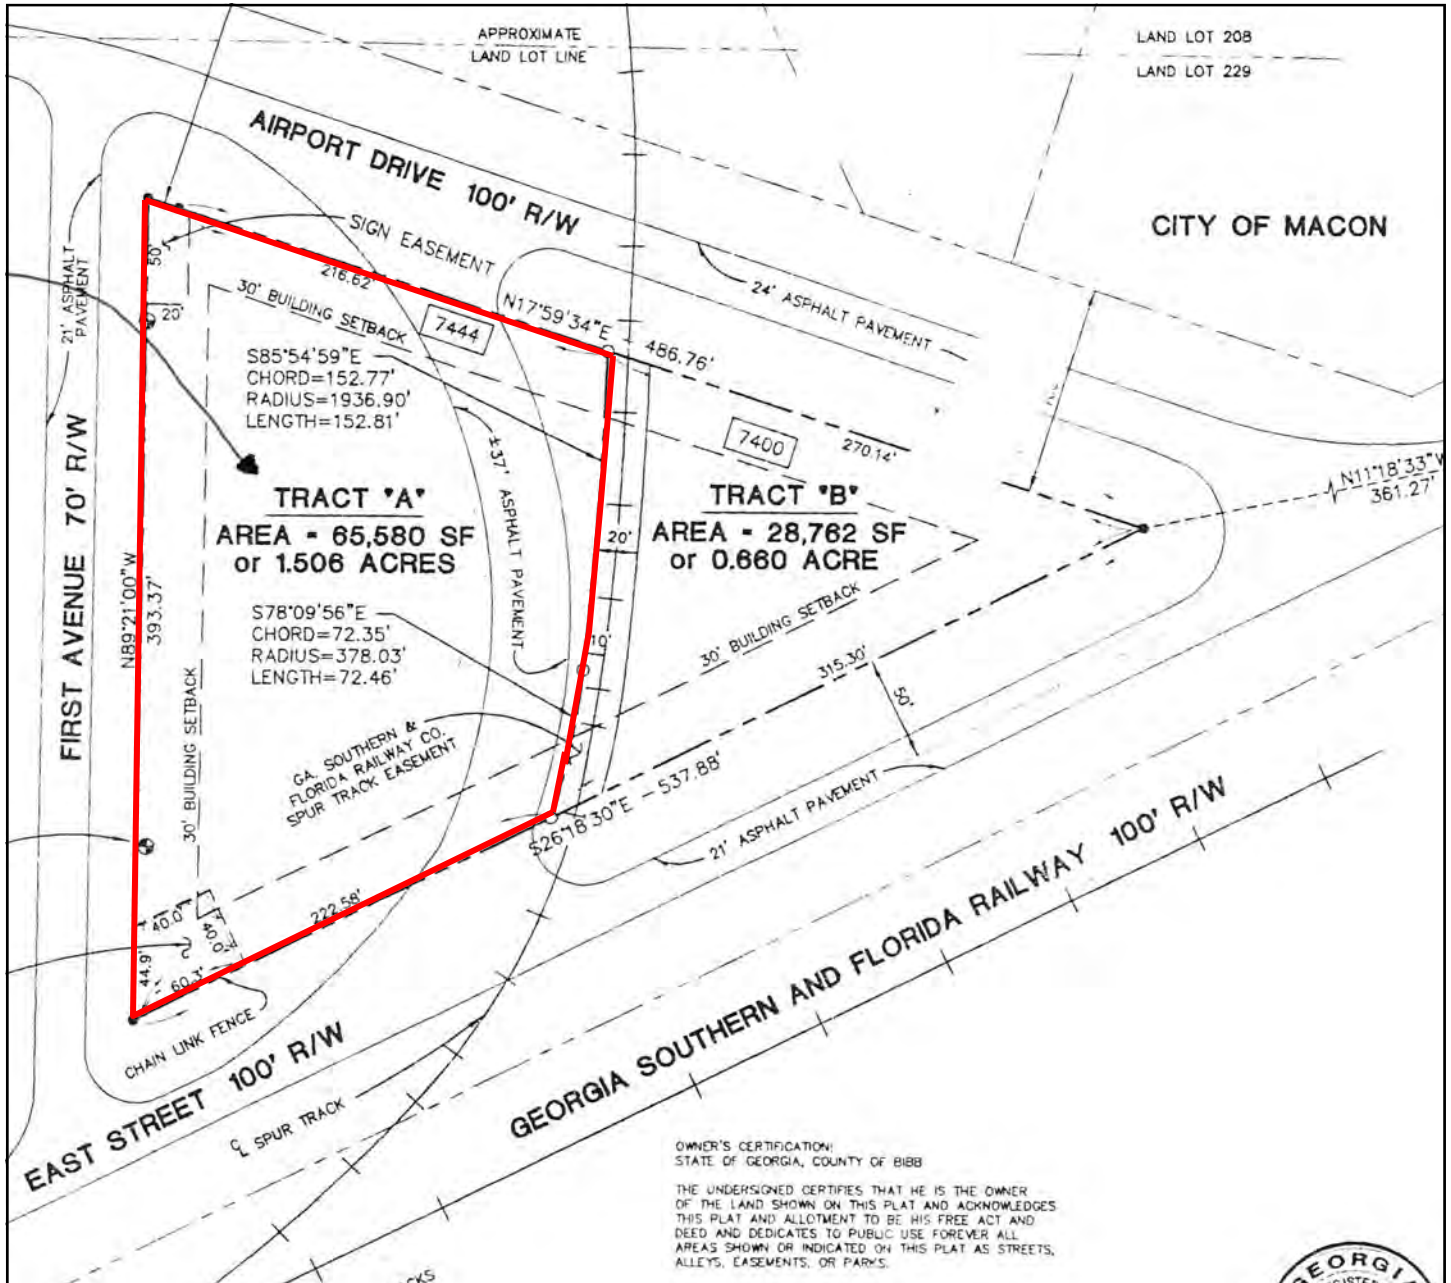 APPROXIMATE
LAND LOT LINE
LAND LOT 208
LAND LOT 229
AIRPORT DRIVE 100' R/W
CITY OF MACON
SIGN EASEMENT
21' ASPHALT
PAVEMENT
50'
20'
216.62'
30' BUILDING SETBACK
7444
N17°59'34"E
486.76'
24' ASPHALT PAVEMENT
S85°54'59"E
CHORD=152.77'
RADIUS=1936.90'
LENGTH=152.81'
±37' ASPHALT PAVEMENT
7400
270.14'
N11°18'33"W
361.27'
FIRST AVENUE 70' R/W
TRACT "A"
AREA = 65,580 SF
or 1.506 ACRES
20'
TRACT "B"
AREA = 28,762 SF
or 0.660 ACRE
N89°21'00"W
393.37'
S78°09'56"E
CHORD=72.35'
RADIUS=378.03'
LENGTH=72.46'
10'
30' BUILDING SETBACK
315.30'
50'
30' BUILDING SETBACK
GA. SOUTHERN &
FLORIDA RAILWAY CO.
SPUR TRACK EASEMENT
S26°18'30"E - 537.88'
21' ASPHALT PAVEMENT
222.58'
40.0'
40.0'
44.9'
60.3'
CHAIN LINK FENCE
EAST STREET 100' R/W
℄ SPUR TRACK
GEORGIA SOUTHERN AND FLORIDA RAILWAY 100' R/W
OWNER'S CERTIFICATION:
STATE OF GEORGIA, COUNTY OF BIBB
THE UNDERSIGNED CERTIFIES THAT HE IS THE OWNER
OF THE LAND SHOWN ON THIS PLAT AND ACKNOWLEDGES
THIS PLAT AND ALLOTMENT TO BE HIS FREE ACT AND
DEED AND DEDICATES TO PUBLIC USE FOREVER ALL
AREAS SHOWN OR INDICATED ON THIS PLAT AS STREETS,
ALLEYS, EASEMENTS, OR PARKS.
GEORGIA